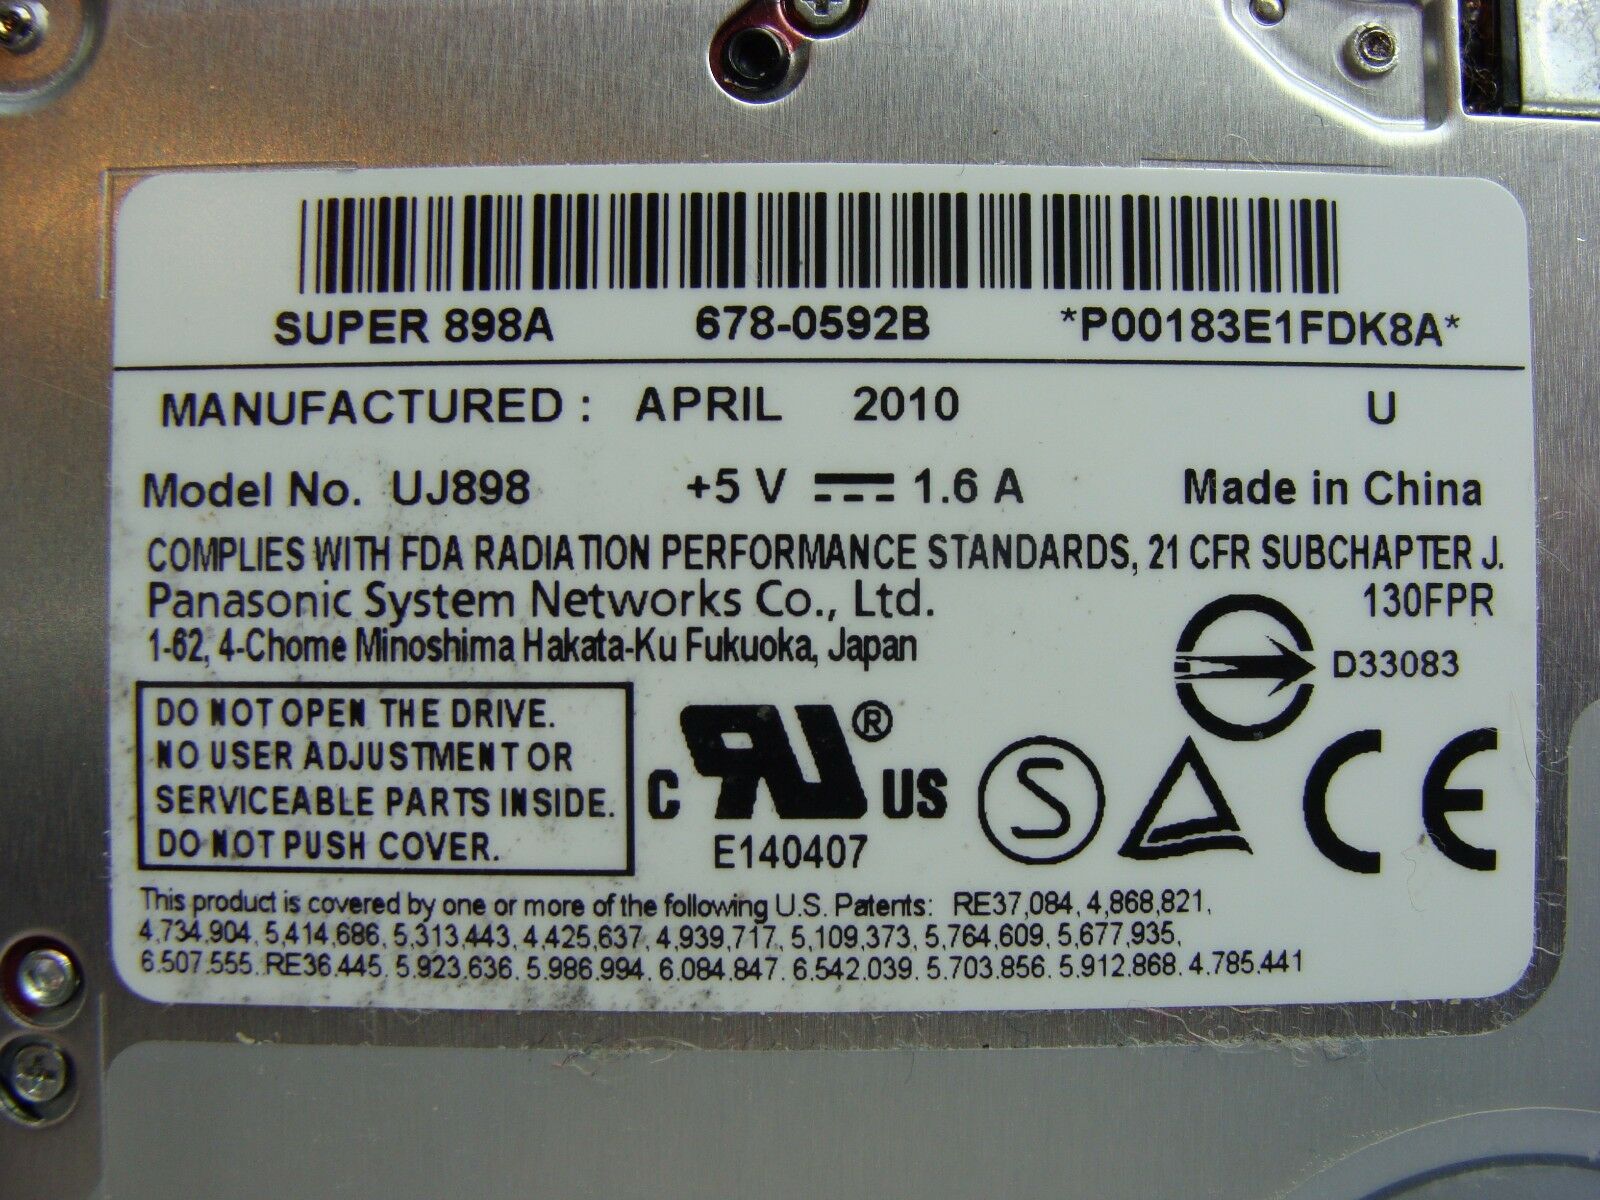 SUPER 898A 678-0592B *P00183E1FDK8A*
MANUFACTURED : APRIL 2010 U
Model No. UJ898 +5 V 1.6 A Made in China
COMPLIES WITH FDA RADIATION PERFORMANCE STANDARDS, 21 CFR SUBCHAPTER J.
Panasonic System Networks Co., Ltd. 130FPR
1-62, 4-Chome Minoshima Hakata-Ku Fukuoka, Japan
D33083
DO NOT OPEN THE DRIVE.
NO USER ADJUSTMENT OR
SERVICEABLE PARTS INSIDE.
DO NOT PUSH COVER.
C RU ® US
E140407
S
CE
This product is covered by one or more of the following U.S. Patents: RE37,084, 4,868,821,
4,734,904, 5,414,686, 5,313,443, 4,425,637, 4,939,717, 5,109,373, 5,764,609, 5,677,935,
6,507,555, RE36,445, 5,923,636, 5,986,994, 6,084,847, 6,542,039, 5,703,856, 5,912,868, 4,785,441